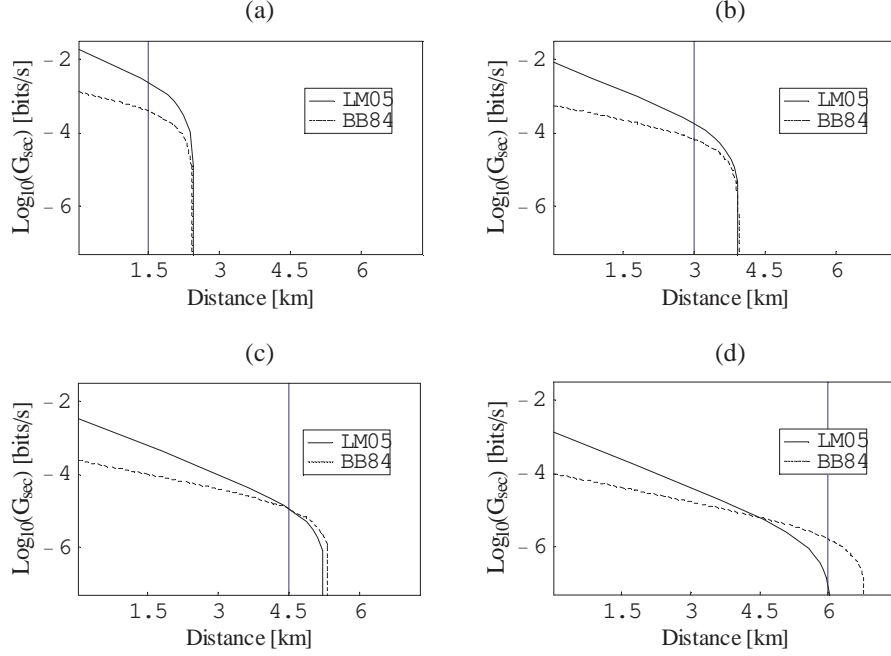 (a)
Log10(Gsec) [bits/s]
− 2
− 4
− 6
LM05
BB84
1.5 3 4.5 6
Distance [km]
(b)
Log10(Gsec) [bits/s]
− 2
− 4
− 6
LM05
BB84
1.5 3 4.5 6
Distance [km]
(c)
Log10(Gsec) [bits/s]
− 2
− 4
− 6
LM05
BB84
1.5 3 4.5 6
Distance [km]
(d)
Log10(Gsec) [bits/s]
− 2
− 4
− 6
LM05
BB84
1.5 3 4.5 6
Distance [km]